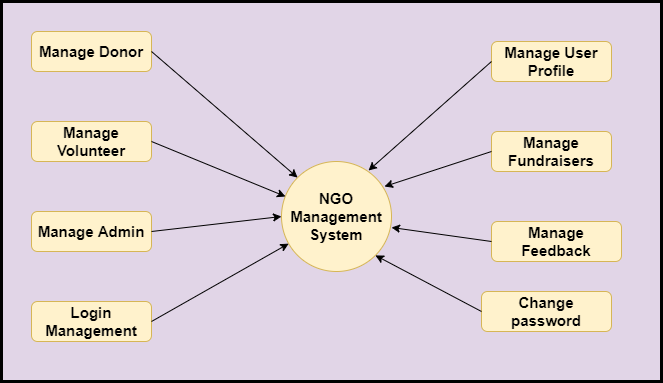 Manage Donor
Manage
Volunteer
Manage Admin
Login
Management
NGO
Management
System
Manage User
Profile
Manage
Fundraisers
Manage
Feedback
Change
password